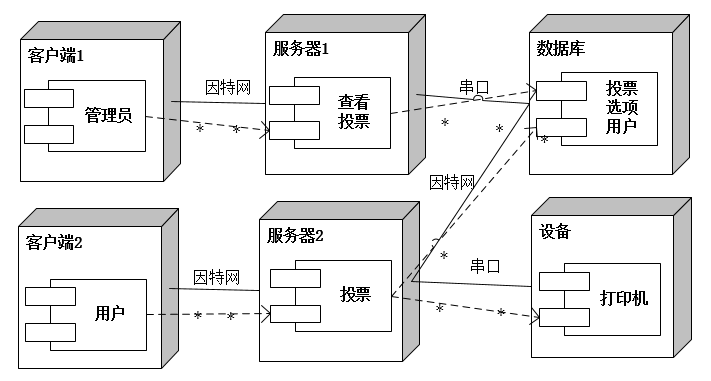 客户端1
管理员
因特网
* *
服务器1
查看
投票
串口
* *
数据库
投票
选项
用户
*
因特网
*
客户端2
用户
因特网
* *
服务器2
投票
串口
* *
设备
打印机